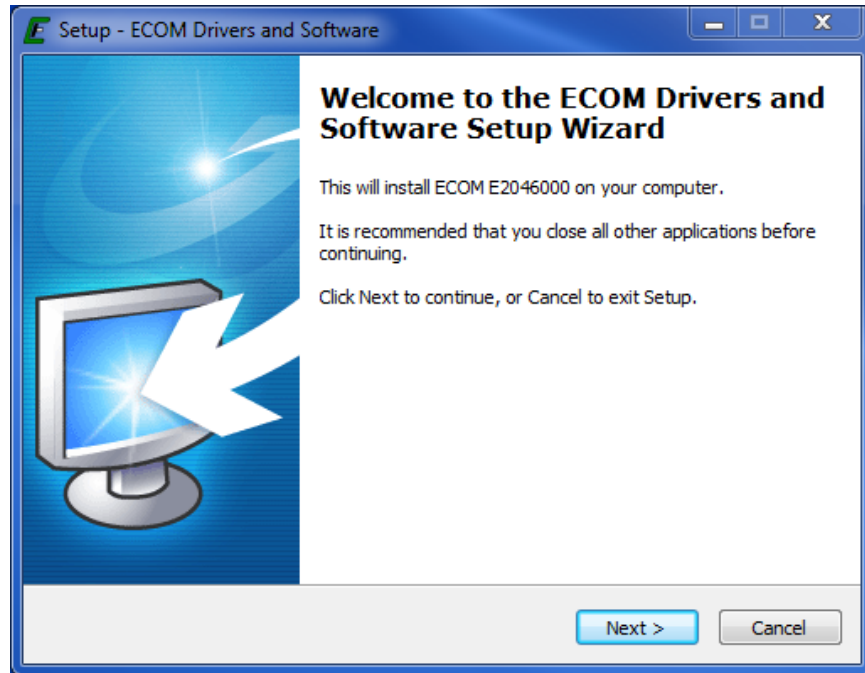 Setup - ECOM Drivers and Software
Welcome to the ECOM Drivers and
Software Setup Wizard
This will install ECOM E2046000 on your computer.
It is recommended that you close all other applications before
continuing.
Click Next to continue, or Cancel to exit Setup.
Next >
Cancel